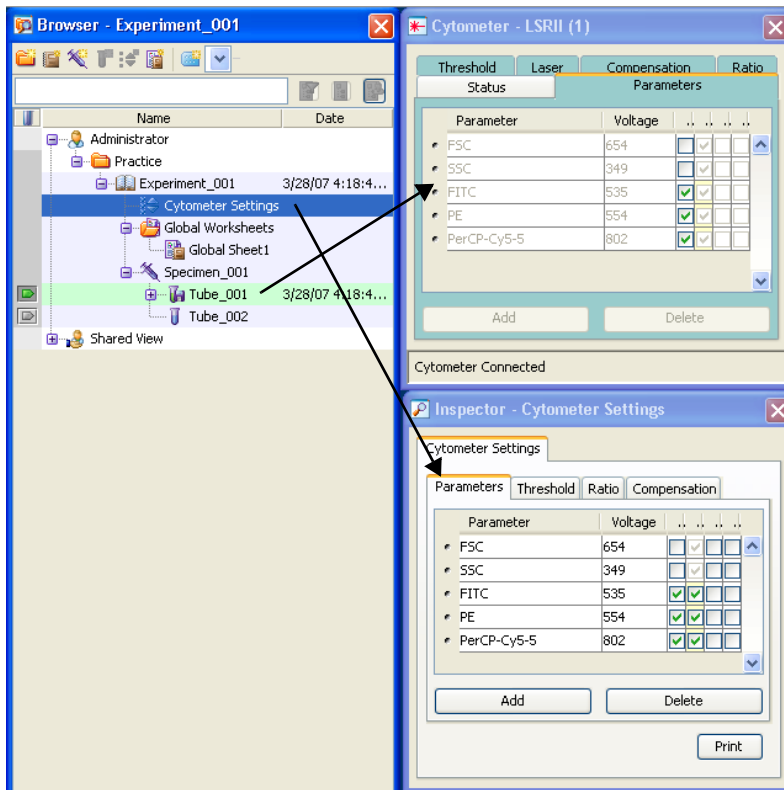 Browser - Experiment_001
Name Date
Administrator
Practice
Experiment_001 3/28/07 4:18:4...
Cytometer Settings
Global Worksheets
Global Sheet1
Specimen_001
Tube_001 3/28/07 4:18:4...
Tube_002
Shared View
Cytometer - LSRII (1)
Threshold Laser Compensation Ratio
Status Parameters
Parameter Voltage .. .. .. ..
FSC 654
SSC 349
FITC 535
PE 554
PerCP-Cy5-5 802
Add Delete
Cytometer Connected
Inspector - Cytometer Settings
Cytometer Settings
Parameters Threshold Ratio Compensation
Parameter Voltage .. .. .. ..
FSC 654
SSC 349
FITC 535
PE 554
PerCP-Cy5-5 802
Add Delete
Print